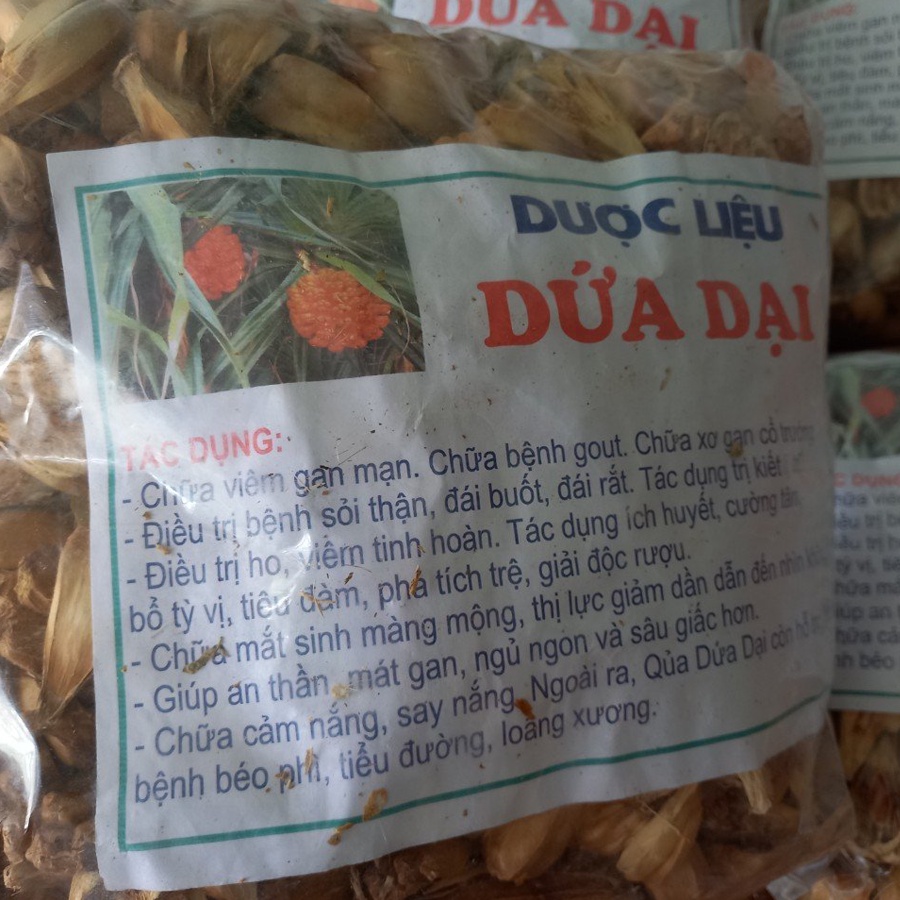 DỨA DẠI
DƯỢC LIỆU
DỨA DẠI
TÁC DỤNG:
- Chữa viêm gan mạn. Chữa bệnh gout. Chữa xơ gan cổ trướng
- Điều trị bệnh sỏi thận, đái buốt, đái rắt. Tác dụng trị kiết
- Điều trị ho, viêm tinh hoàn. Tác dụng ích huyết, cường
bổ tỳ vị, tiêu đàm, phá tích trệ, giải độc rượu.
- Chữa mắt sinh màng mộng, thị lực giảm dần dẫn đến nhìn
- Giúp an thần, mát gan, ngủ ngon và sâu giấc hơn.
- Chữa cảm nắng, say nắng. Ngoài ra, Qủa Dứa Dại còn hỗ
bệnh béo phì, tiểu đường, loãng xương.